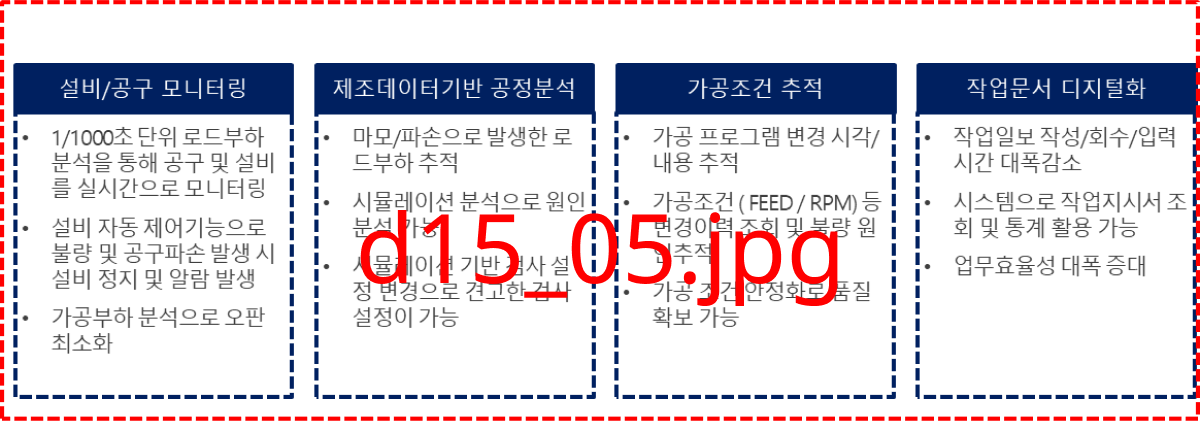 설비/공구 모니터링
• 1/1000초 단위 로드부하
분석을 통해 공구 및 설비
를 실시간으로 모니터링
• 설비 자동 제어기능으로
불량 및 공구파손 발생 시
설비 정지 및 알람 발생
• 가공부하 분석으로 오판
최소화
제조데이터기반 공정분석
• 마모/파손으로 발생한 로
드부하 추적
• 시뮬레이션 분석으로 원인
분석 가능
• 시뮬레이션 기반 검사 설
정 변경으로 견고한 검사
설정이 가능
가공조건 추적
• 가공 프로그램 변경 시각/
내용 추적
• 가공조건 ( FEED / RPM) 등
변경이력 조회 및 불량 원
인추적
• 가공 조건 안정화로 품질
확보 가능
작업문서 디지털화
• 작업일보 작성/회수/입력
시간 대폭감소
• 시스템으로 작업지시서 조
회 및 통계 활용 가능
• 업무효율성 대폭 증대
d15_05.jpg